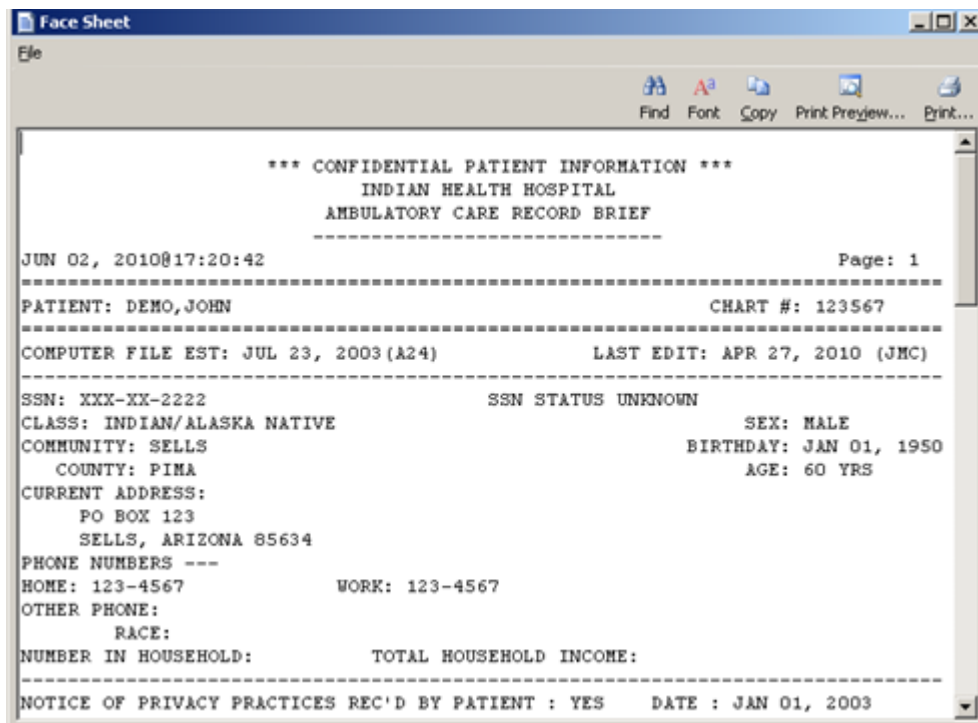 Face Sheet
File
Find Font Copy Print Preview... Print...
*** CONFIDENTIAL PATIENT INFORMATION ***
INDIAN HEALTH HOSPITAL
AMBULATORY CARE RECORD BRIEF
------------------------------
JUN 02, 2010@17:20:42 Page: 1
===============================================================================
PATIENT: DEMO,JOHN CHART #: 123567
===============================================================================
COMPUTER FILE EST: JUL 23, 2003(A24) LAST EDIT: APR 27, 2010 (JMC)
-------------------------------------------------------------------------------
SSN: XXX-XX-2222 SSN STATUS UNKNOWN
CLASS: INDIAN/ALASKA NATIVE SEX: MALE
COMMUNITY: SELLS BIRTHDAY: JAN 01, 1950
COUNTY: PIMA AGE: 60 YRS
CURRENT ADDRESS:
PO BOX 123
SELLS, ARIZONA 85634
PHONE NUMBERS ---
HOME: 123-4567 WORK: 123-4567
OTHER PHONE:
RACE:
NUMBER IN HOUSEHOLD: TOTAL HOUSEHOLD INCOME:
-------------------------------------------------------------------------------
NOTICE OF PRIVACY PRACTICES REC'D BY PATIENT : YES DATE : JAN 01, 2003